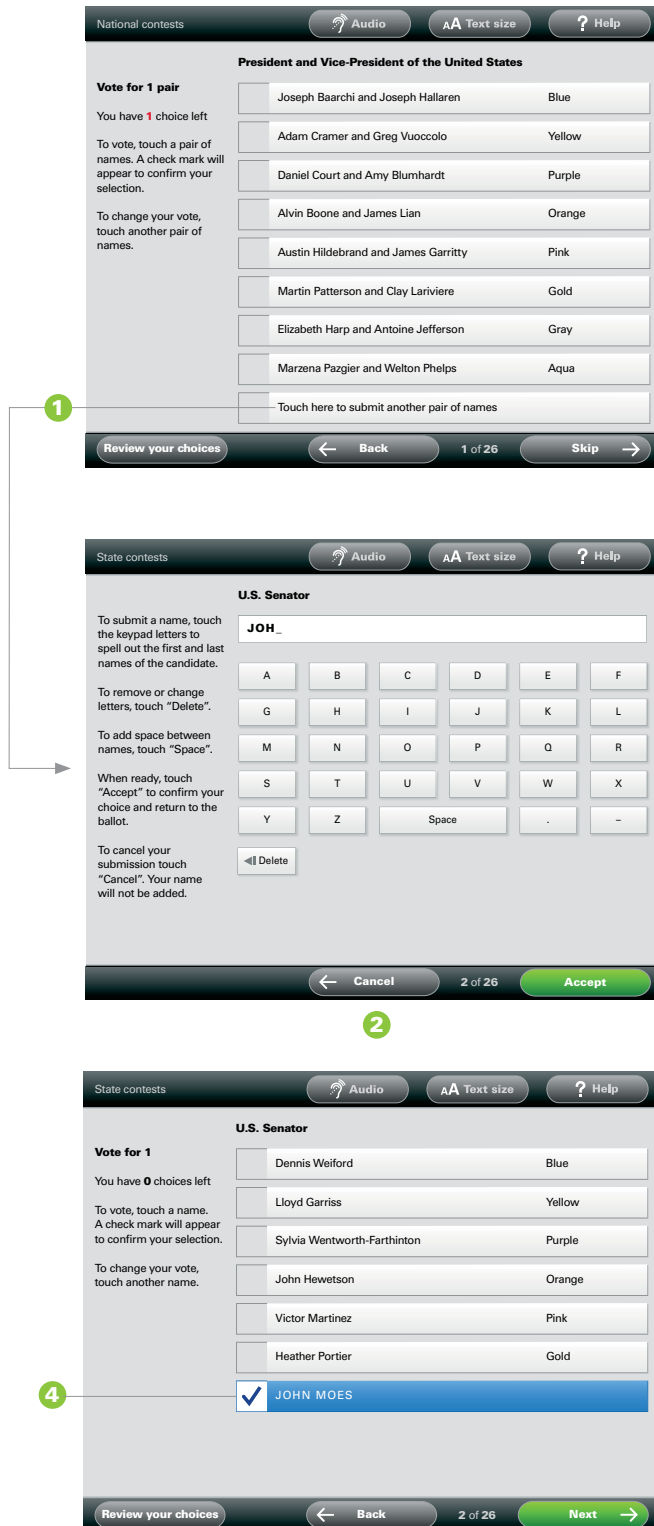 National contests
Audio
AA Text size
? Help
President and Vice-President of the United States
Vote for 1 pair
You have 1 choice left
To vote, touch a pair of
names. A check mark will
appear to confirm your
selection.
To change your vote,
touch another pair of
names.
Joseph Baarchi and Joseph Hallaren Blue
Adam Cramer and Greg Vuoccolo Yellow
Daniel Court and Amy Blumhardt Purple
Alvin Boone and James Lian Orange
Austin Hildebrand and James Garritty Pink
Martin Patterson and Clay Lariviere Gold
Elizabeth Harp and Antoine Jefferson Gray
Marzena Pazgier and Welton Phelps Aqua
1
Touch here to submit another pair of names
Review your choices
← Back
1 of 26
Skip →
State contests
Audio
AA Text size
? Help
U.S. Senator
To submit a name, touch
the keypad letters to
spell out the first and last
names of the candidate.
To remove or change
letters, touch “Delete”.
To add space between
names, touch “Space”.
When ready, touch
“Accept” to confirm your
choice and return to the
ballot.
To cancel your
submission touch
“Cancel”. Your name
will not be added.
JOH_
A B C D E F
G H I J K L
M N O P Q R
S T U V W X
Y Z Space . –
Delete
← Cancel
2 of 26
Accept
2
State contests
Audio
AA Text size
? Help
U.S. Senator
Vote for 1
You have 0 choices left
To vote, touch a name.
A check mark will appear
to confirm your selection.
To change your vote,
touch another name.
Dennis Weiford Blue
Lloyd Garriss Yellow
Sylvia Wentworth-Farthinton Purple
John Hewetson Orange
Victor Martinez Pink
Heather Portier Gold
4
JOHN MOES
Review your choices
← Back
2 of 26
Next →